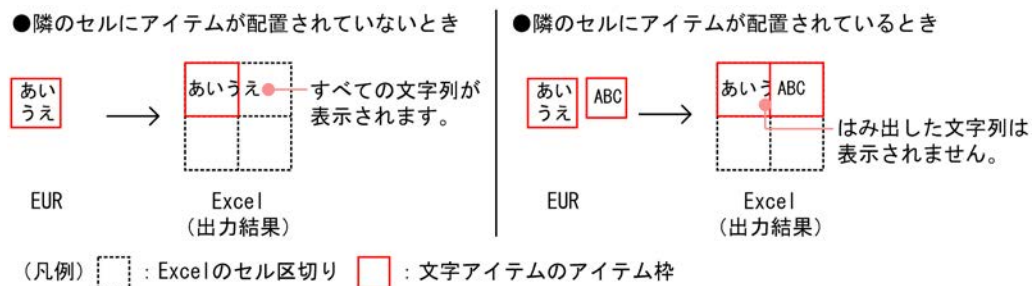 ●隣のセルにアイテムが配置されていないとき
あい
うえ
あいうえ
すべての文字列が
表示されます。
EUR
Excel
（出力結果）
●隣のセルにアイテムが配置されているとき
あい
うえ
ABC
あいう ABC
はみ出した文字列は
表示されません。
EUR
Excel
（出力結果）
（凡例） ：Excelのセル区切り ：文字アイテムのアイテム枠